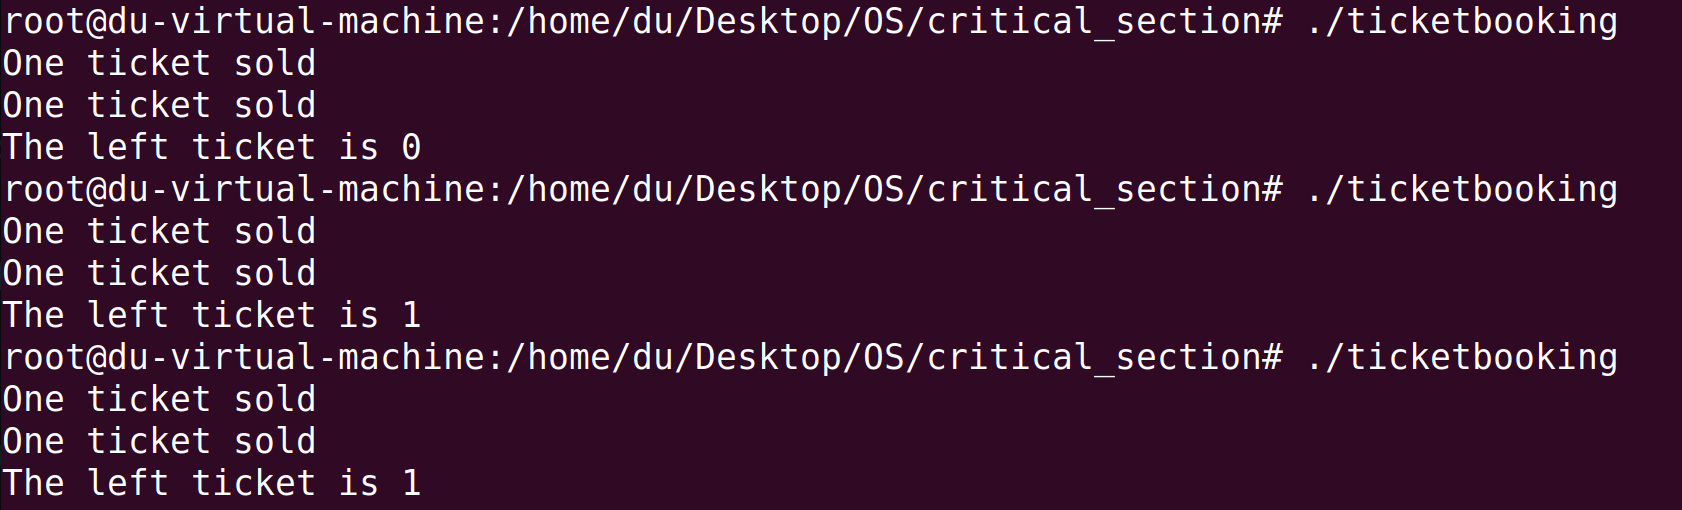 root@du-virtual-machine:/home/du/Desktop/OS/critical_section# ./ticketbooking
One ticket sold
One ticket sold
The left ticket is 0
root@du-virtual-machine:/home/du/Desktop/OS/critical_section# ./ticketbooking
One ticket sold
One ticket sold
The left ticket is 1
root@du-virtual-machine:/home/du/Desktop/OS/critical_section# ./ticketbooking
One ticket sold
One ticket sold
The left ticket is 1